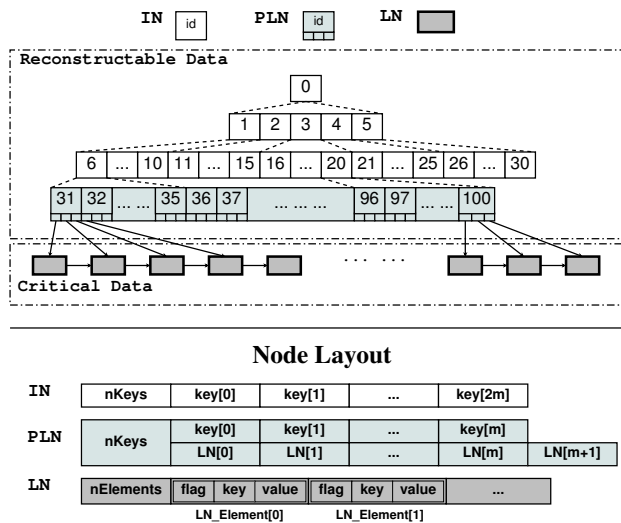 IN id PLN id LN
Reconstructable Data
0
1 2 3 4 5
6 ... 10 11 ... 15 16 ... 20 21 ... 25 26 ... 30
31 32 ... ... 35 36 37 ... ... ... 96 97 ... ... 100
... ...
Critical Data
Node Layout
IN nKeys key[0] key[1] ... key[2m]
PLN nKeys key[0] key[1] ... key[m]
LN[0] LN[1] ... LN[m] LN[m+1]
LN nElements flag key value flag key value ...
LN_Element[0] LN_Element[1]